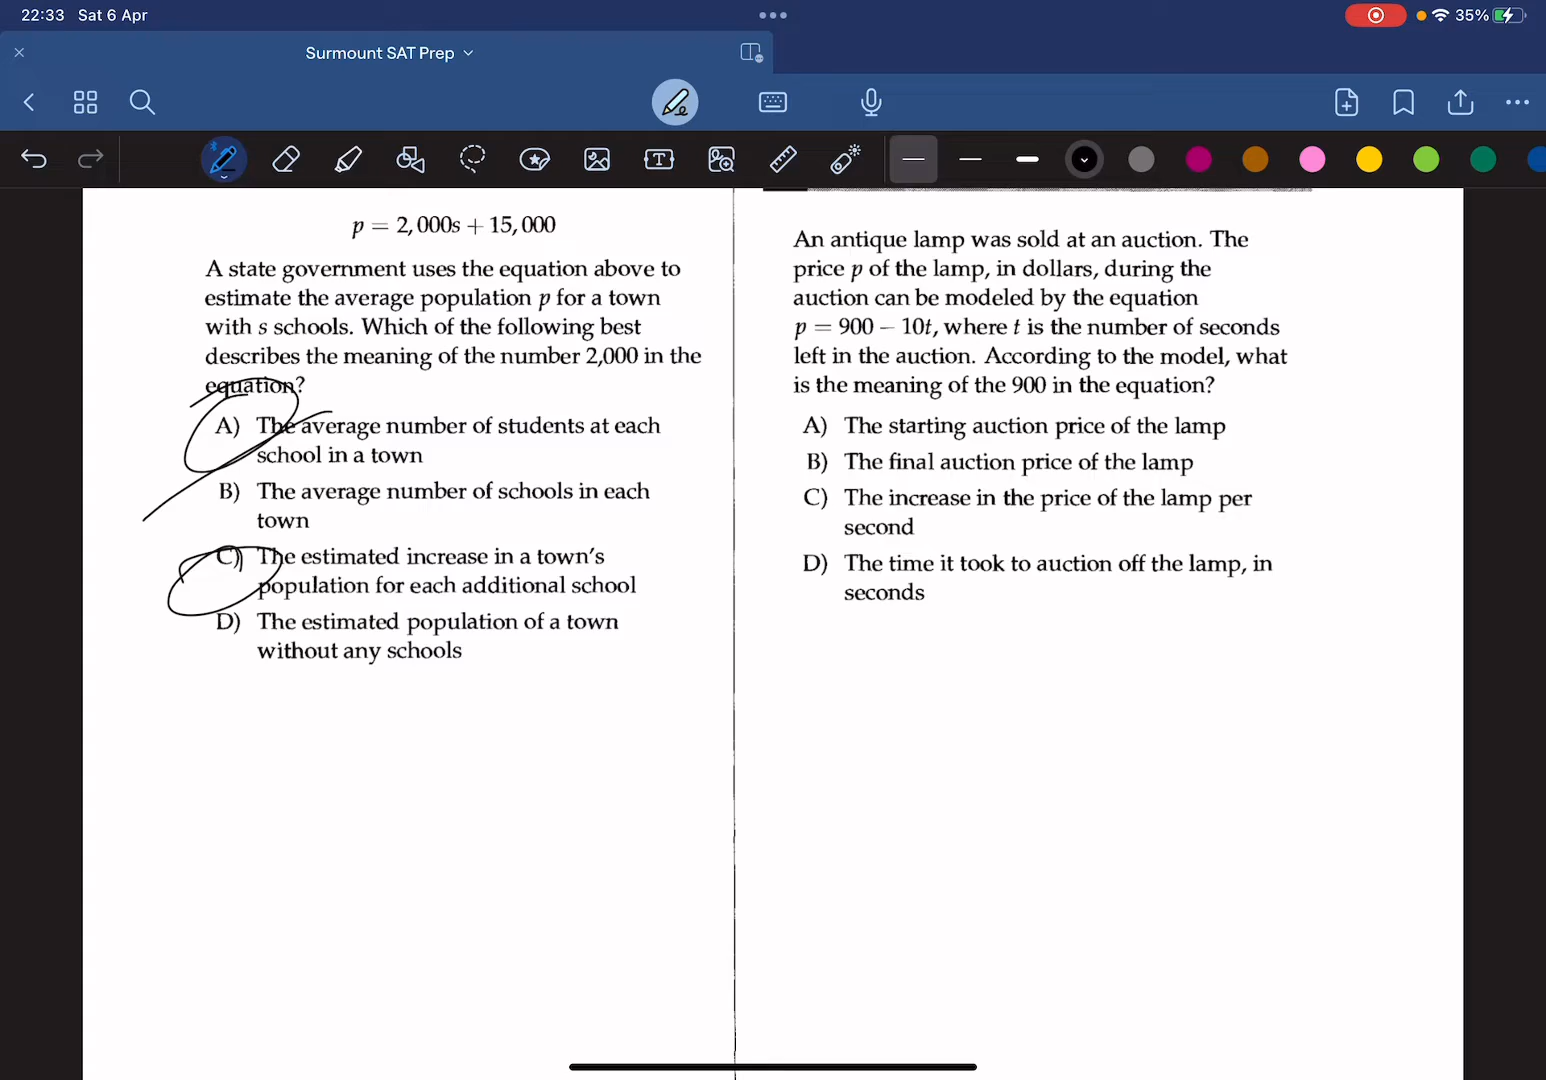 22:33 Sat 6 Apr
35%
Surmount SAT Prep
T
p = 2,000s + 15,000
A state government uses the equation above to
estimate the average population p for a town
with s schools. Which of the following best
describes the meaning of the number 2,000 in the
equation?
A) The average number of students at each
school in a town
B) The average number of schools in each
town
C) The estimated increase in a town's
population for each additional school
D) The estimated population of a town
without any schools
An antique lamp was sold at an auction. The
price p of the lamp, in dollars, during the
auction can be modeled by the equation
p = 900 – 10t, where t is the number of seconds
left in the auction. According to the model, what
is the meaning of the 900 in the equation?
A) The starting auction price of the lamp
B) The final auction price of the lamp
C) The increase in the price of the lamp per
second
D) The time it took to auction off the lamp, in
seconds